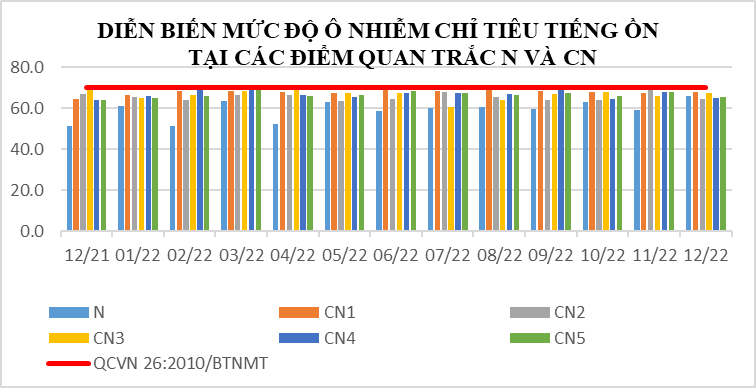 DIỄN BIẾN MỨC ĐỘ Ô NHIỄM CHỈ TIÊU TIẾNG ỒN
TẠI CÁC ĐIỂM QUAN TRẮC N VÀ CN
80.0
60.0
40.0
20.0
0.0
12/21 01/22 02/22 03/22 04/22 05/22 06/22 07/22 08/22 09/22 10/22 11/22 12/22
N CN1 CN2
CN3 CN4 CN5
QCVN 26:2010/BTNMT